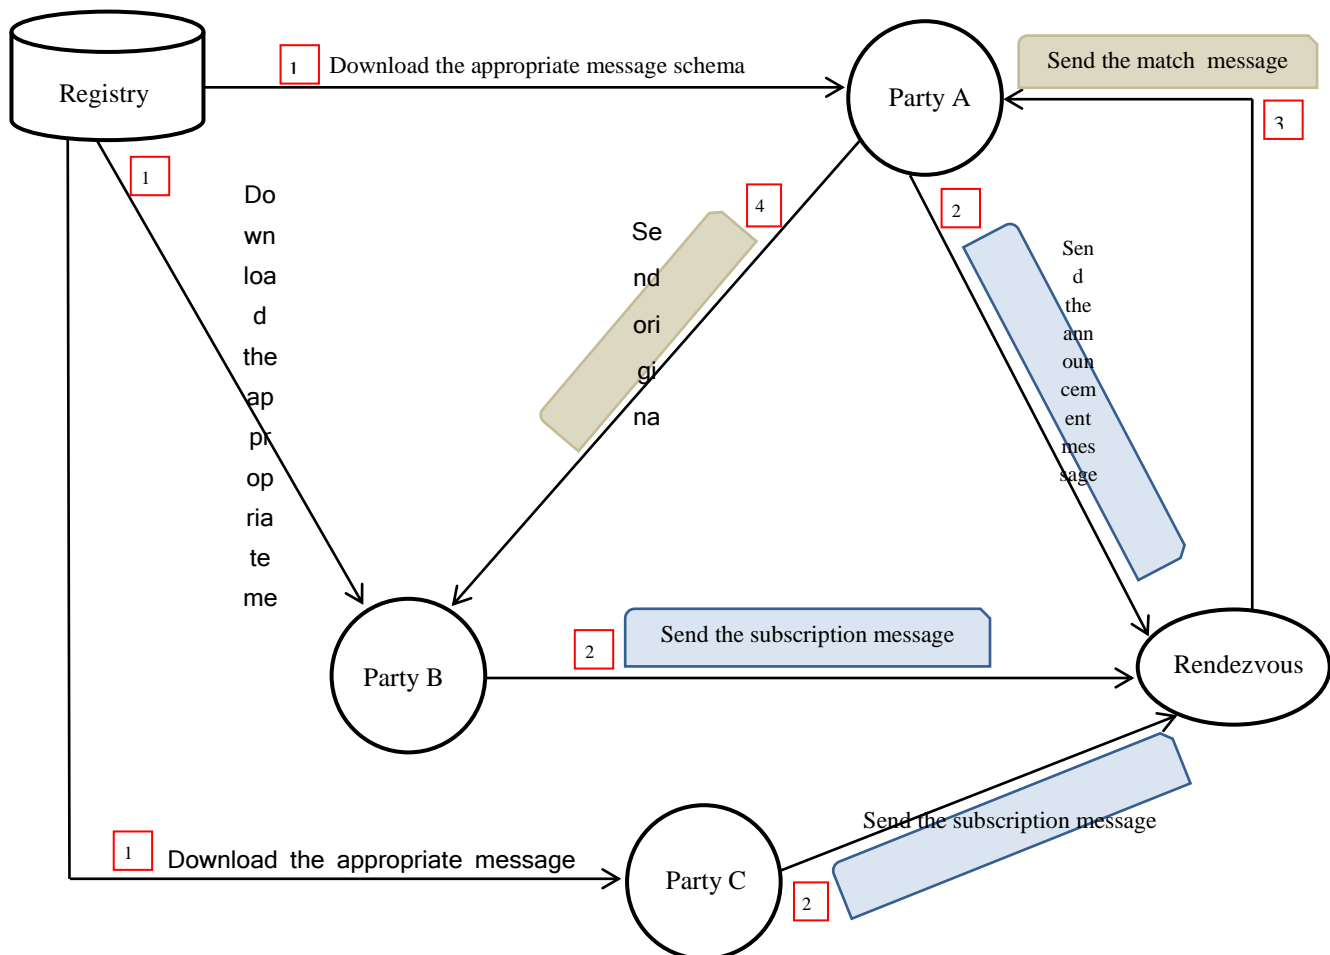 Registry
1
Download the appropriate message schema
Party A
Send the match  message
3
1
Do
wn
loa
d
the
ap
pr
op
ria
te
me
4
Se
nd
ori
gi
na
2
Sen
d
the
ann
oun
cem
ent
mes
sage
Party B
2
Send the subscription message
Rendezvous
1
Download the appropriate message
Party C
2
Send the subscription message